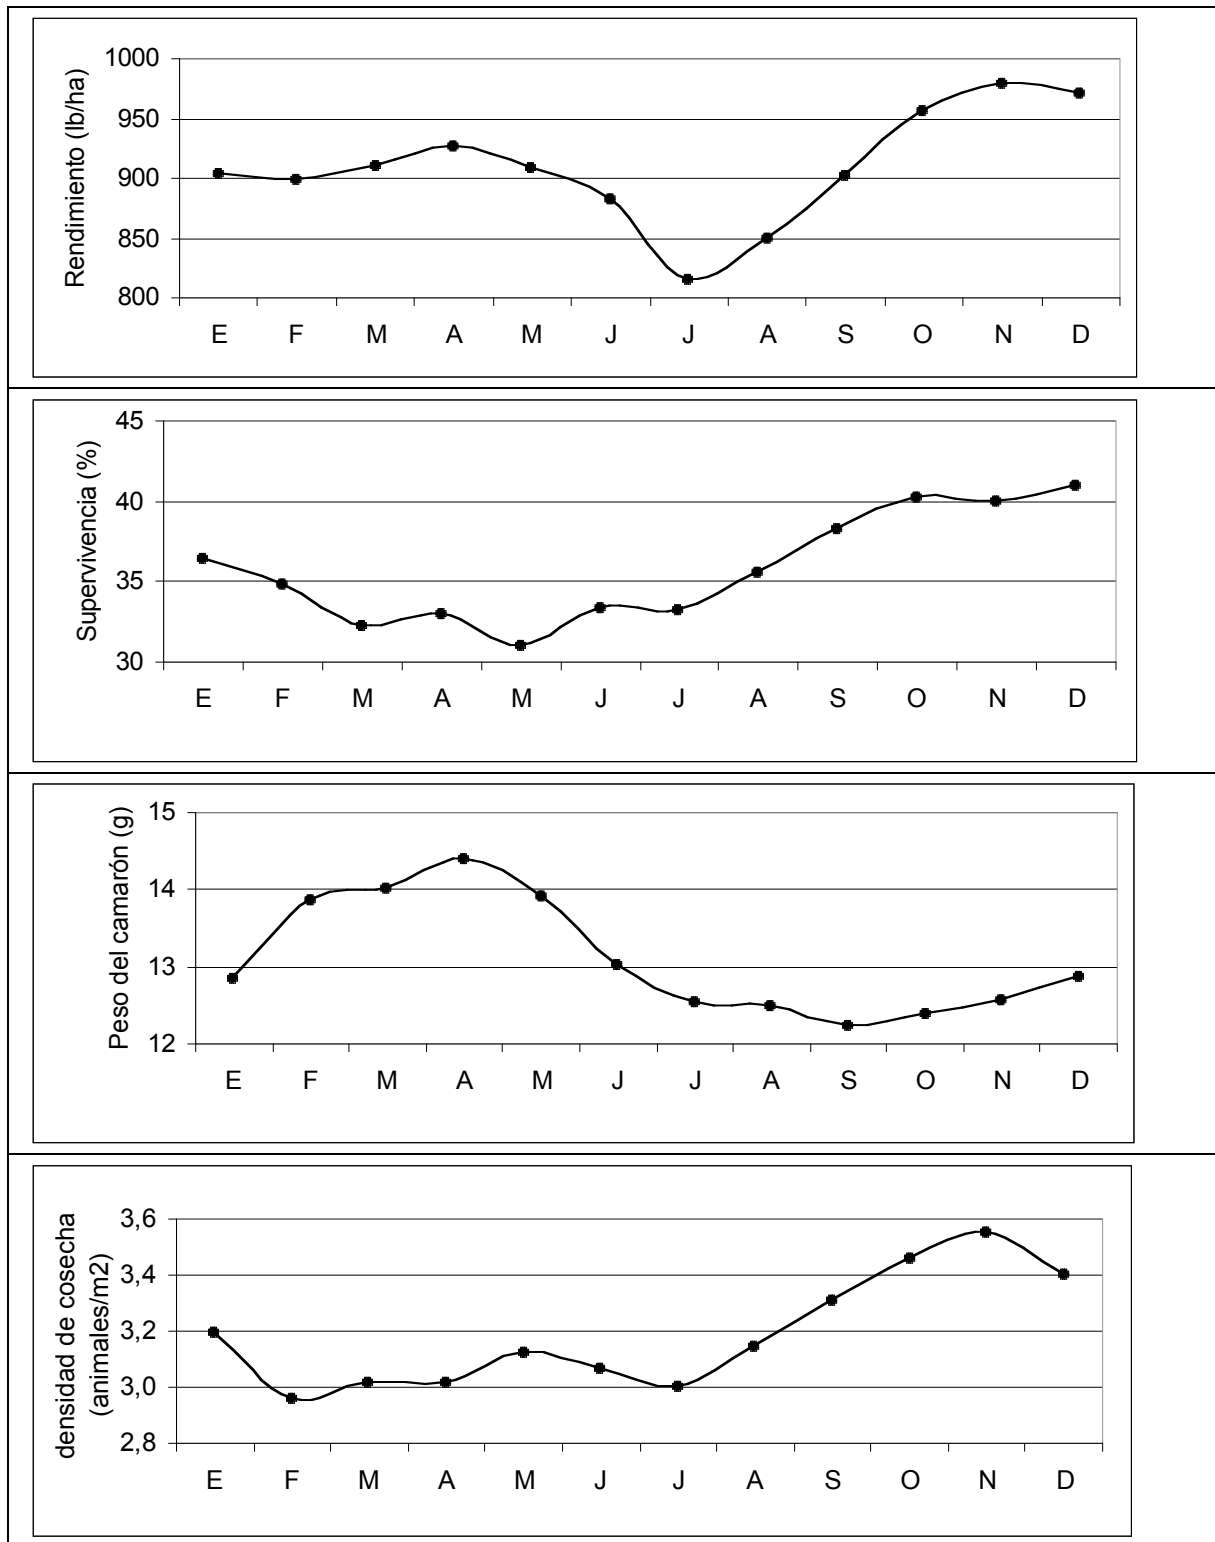 Rendimiento (lb/ha)
1000
950
900
850
800
E F M A M J J A S O N D
Supervivencia (%)
45
40
35
30
E F M A M J J A S O N D
Peso del camarón (g)
15
14
13
12
E F M A M J J A S O N D
densidad de cosecha
(animales/m2)
3,6
3,4
3,2
3,0
2,8
E F M A M J J A S O N D